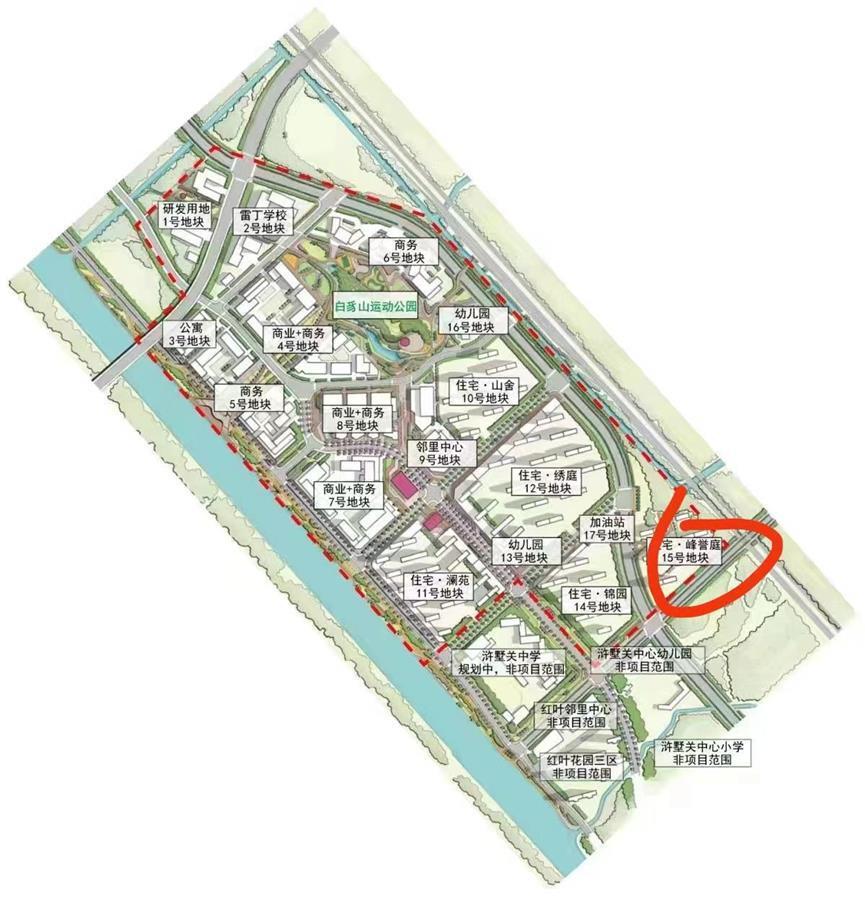 研发用地
1号地块
雷丁学校
2号地块
商务
6号地块
白豸山运动公园
幼儿园
16号地块
公寓
3号地块
商业+商务
4号地块
住宅·山舍
10号地块
商务
5号地块
商业+商务
8号地块
邻里中心
9号地块
住宅·绣庭
12号地块
商业+商务
7号地块
加油站
17号地块
幼儿园
13号地块
宅·峰誉庭
15号地块
住宅·澜苑
11号地块
住宅·锦园
14号地块
浒墅关中学
规划中，非项目范围
浒墅关中心幼儿园
非项目范围
红叶邻里中心
非项目范围
浒墅关中心小学
非项目范围
红叶花园三区
非项目范围